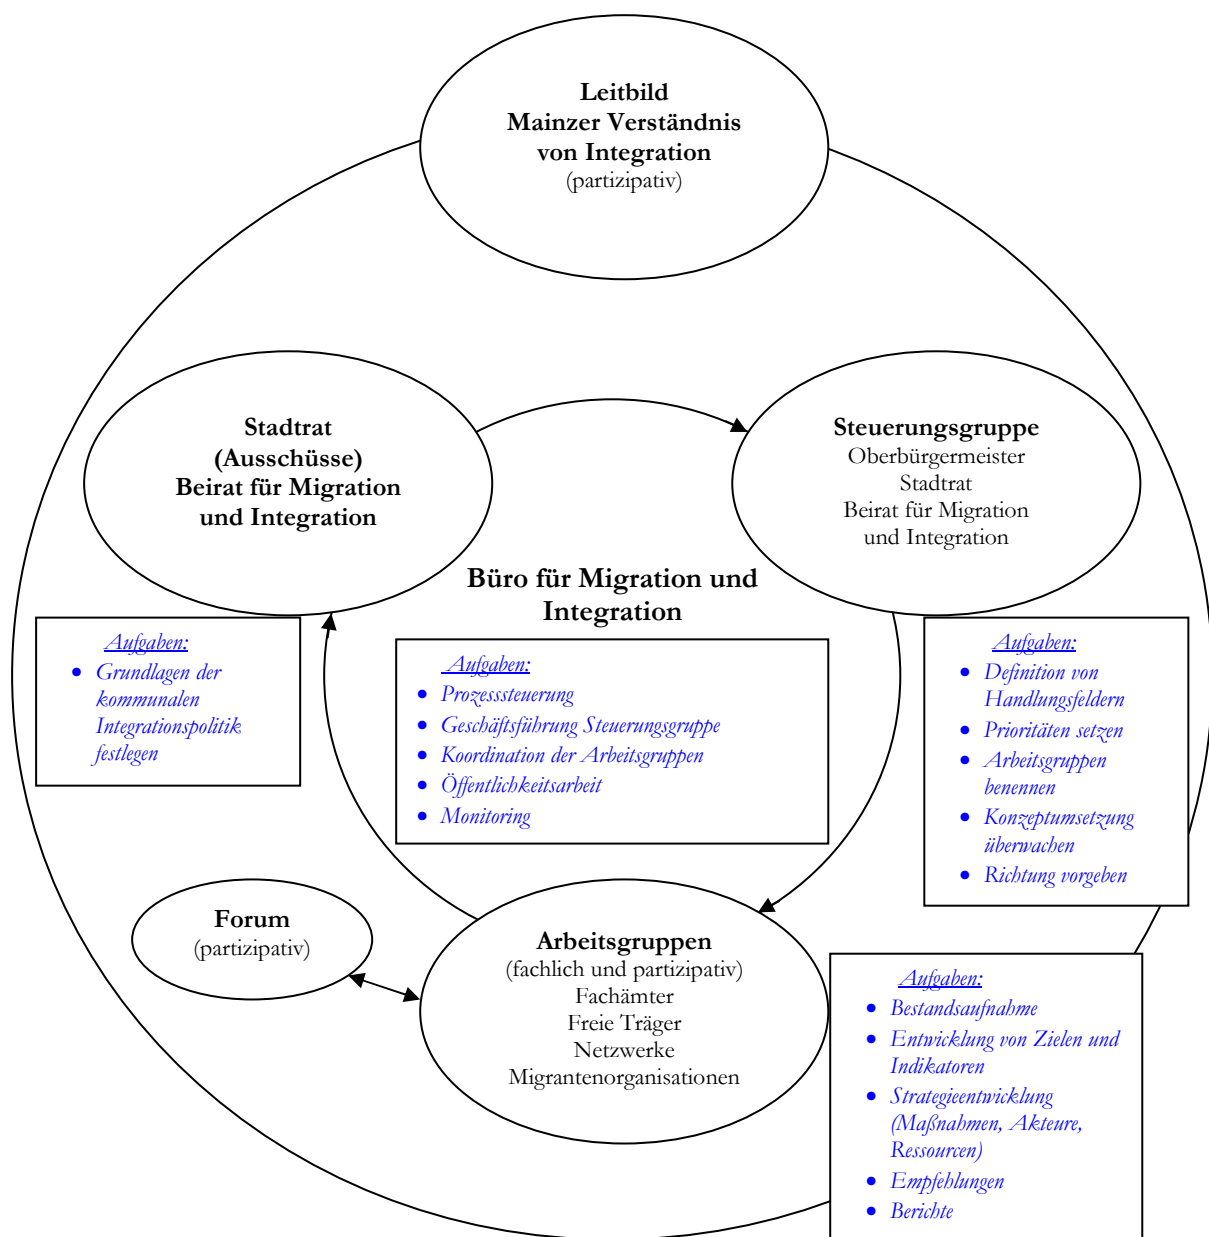 Leitbild
Mainzer Verständnis
von Integration
(partizipativ)
Stadtrat
(Ausschüsse)
Beirat für Migration
und Integration
Steuerungsgruppe
Oberbürgermeister
Stadtrat
Beirat für Migration
und Integration
Büro für Migration und
Integration
Aufgaben:
• Grundlagen der
kommunalen
Integrationspolitik
festlegen
Aufgaben:
• Prozesssteuerung
• Geschäftsführung Steuerungsgruppe
• Koordination der Arbeitsgruppen
• Öffentlichkeitsarbeit
• Monitoring
Aufgaben:
• Definition von
Handlungsfeldern
• Prioritäten setzen
• Arbeitsgruppen
benennen
• Konzeptumsetzung
überwachen
• Richtung vorgeben
Forum
(partizipativ)
Arbeitsgruppen
(fachlich und partizipativ)
Fachämter
Freie Träger
Netzwerke
Migrantenorganisationen
Aufgaben:
• Bestandsaufnahme
• Entwicklung von Zielen und
Indikatoren
• Strategieentwicklung
(Maßnahmen, Akteure,
Ressourcen)
• Empfehlungen
• Berichte